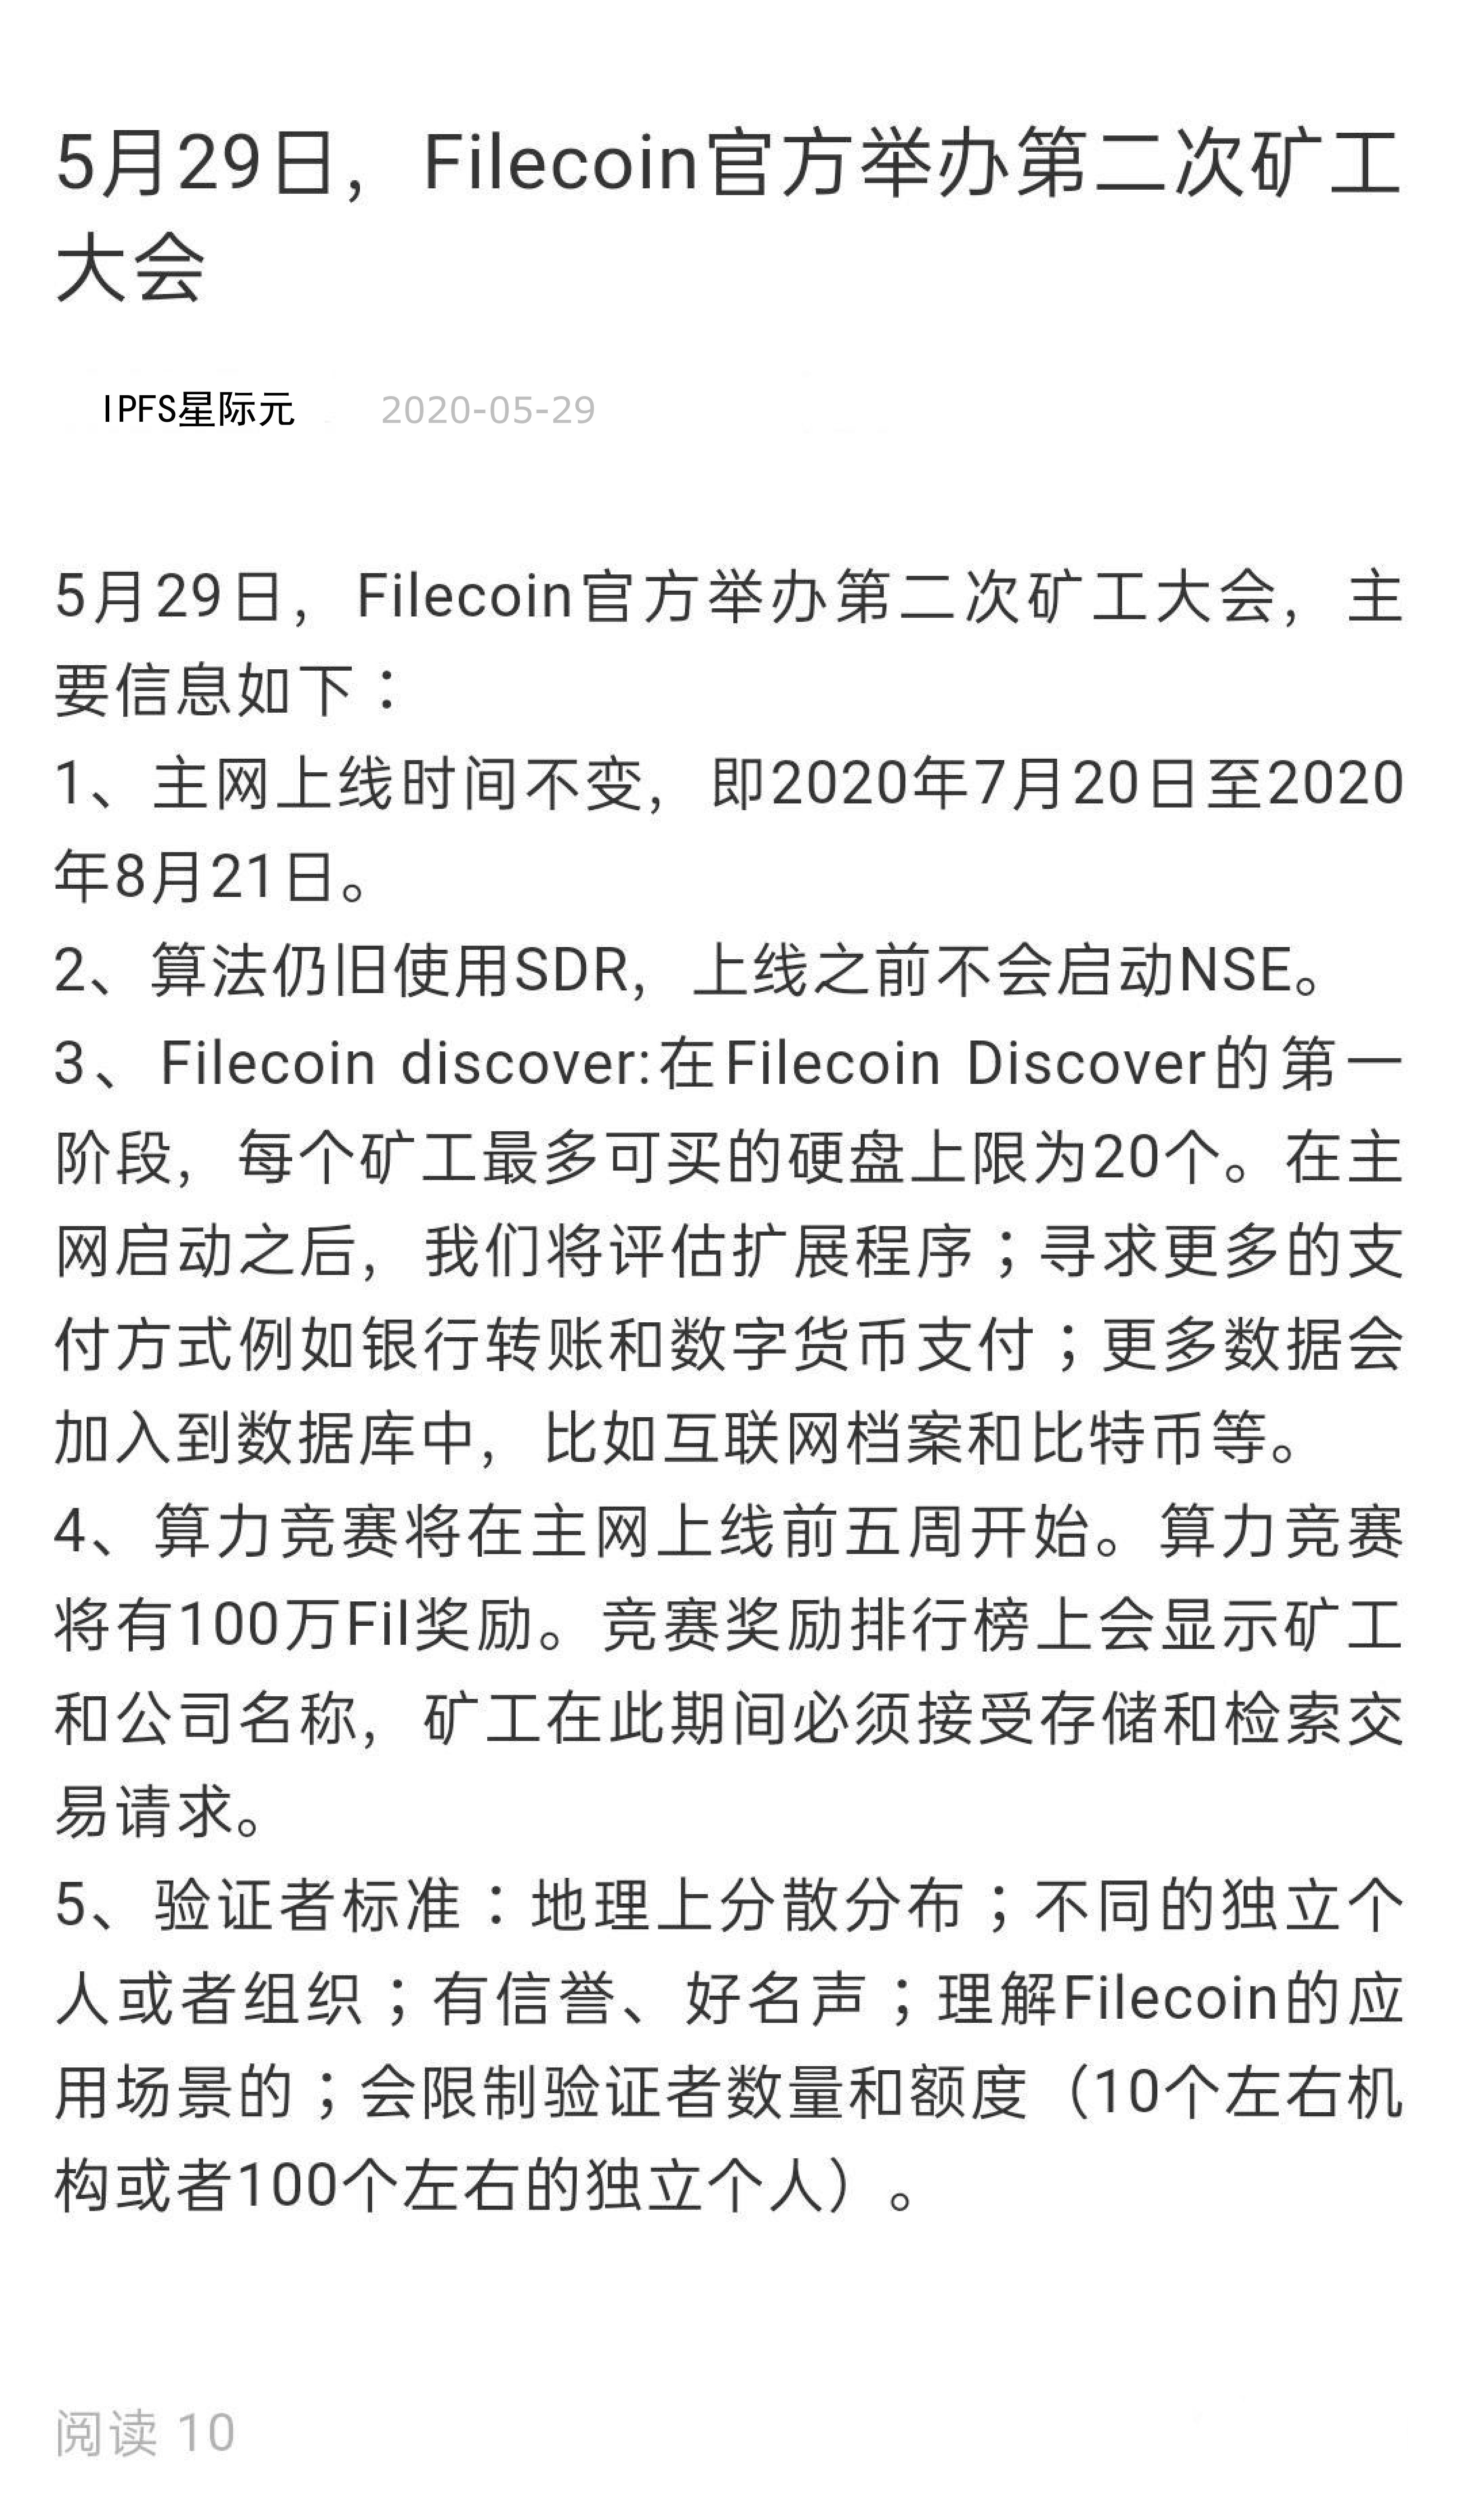 5月29日，Filecoin官方举办第二次矿工
大会
IPFS星际元 2020-05-29
5月29日，Filecoin官方举办第二次矿工大会，主
要信息如下：
1、主网上线时间不变，即2020年7月20日至2020
年8月21日。
2、算法仍旧使用SDR，上线之前不会启动NSE。
3、Filecoin discover:在Filecoin Discover的第一
阶段，每个矿工最多可买的硬盘上限为20个。在主
网启动之后，我们将评估扩展程序；寻求更多的支
付方式例如银行转账和数字货币支付；更多数据会
加入到数据库中，比如互联网档案和比特币等。
4、算力竞赛将在主网上线前五周开始。算力竞赛
将有100万Fil奖励。竞赛奖励排行榜上会显示矿工
和公司名称，矿工在此期间必须接受存储和检索交
易请求。
5、验证者标准：地理上分散分布；不同的独立个
人或者组织；有信誉、好名声；理解Filecoin的应
用场景的；会限制验证者数量和额度（10个左右机
构或者100个左右的独立个人）。
阅读 10